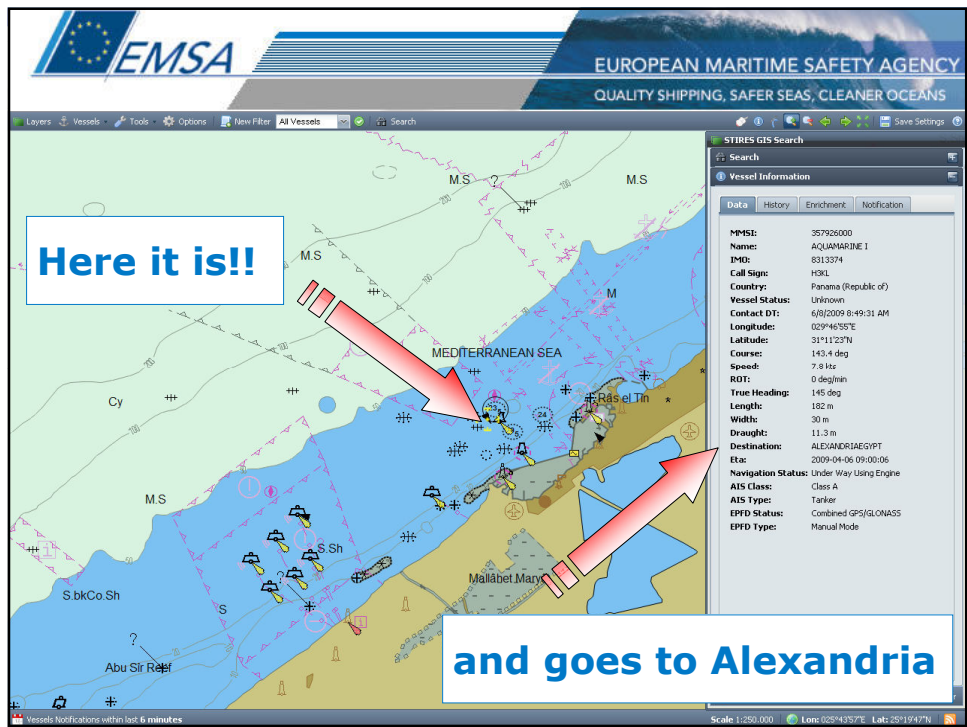 EMSA
EUROPEAN MARITIME SAFETY AGENCY
QUALITY SHIPPING, SAFER SEAS, CLEANER OCEANS
Layers Vessels Tools Options New Filter All Vessels Search Save Settings
STIRES GIS Search
Search
Vessel Information
Data History Enrichment Notification
MMSI: 357926000
Name: AQUAMARINE I
IMO: 8313374
Call Sign: H3KL
Country: Panama (Republic of)
Vessel Status: Unknown
Contact DT: 6/8/2009 8:49:31 AM
Longitude: 029°46'55"E
Latitude: 31°11'23"N
Course: 143.4 deg
Speed: 7.8 kts
ROT: 0 deg/min
True Heading: 145 deg
Length: 182 m
Width: 30 m
Draught: 11.3 m
Destination: ALEXANDRIAEGYPT
Eta: 2009-04-06 09:00:06
Navigation Status: Under Way Using Engine
AIS Class: Class A
AIS Type: Tanker
EPFD Status: Combined GPS/GLONASS
EPFD Type: Manual Mode
M.S
?
M.S
Here it is!!
M.S
M
MEDITERRANEAN SEA
Cy
Râs el Tin
24
M.S
S.Sh
?
Mallâbet Mary
S.bkCo.Sh
S
?
Abu Sîr Reef
and goes to Alexandria
Vessels Notifications within last 6 minutes
Scale 1:250.000 Lon: 025°43'57"E Lat: 25°19'47"N